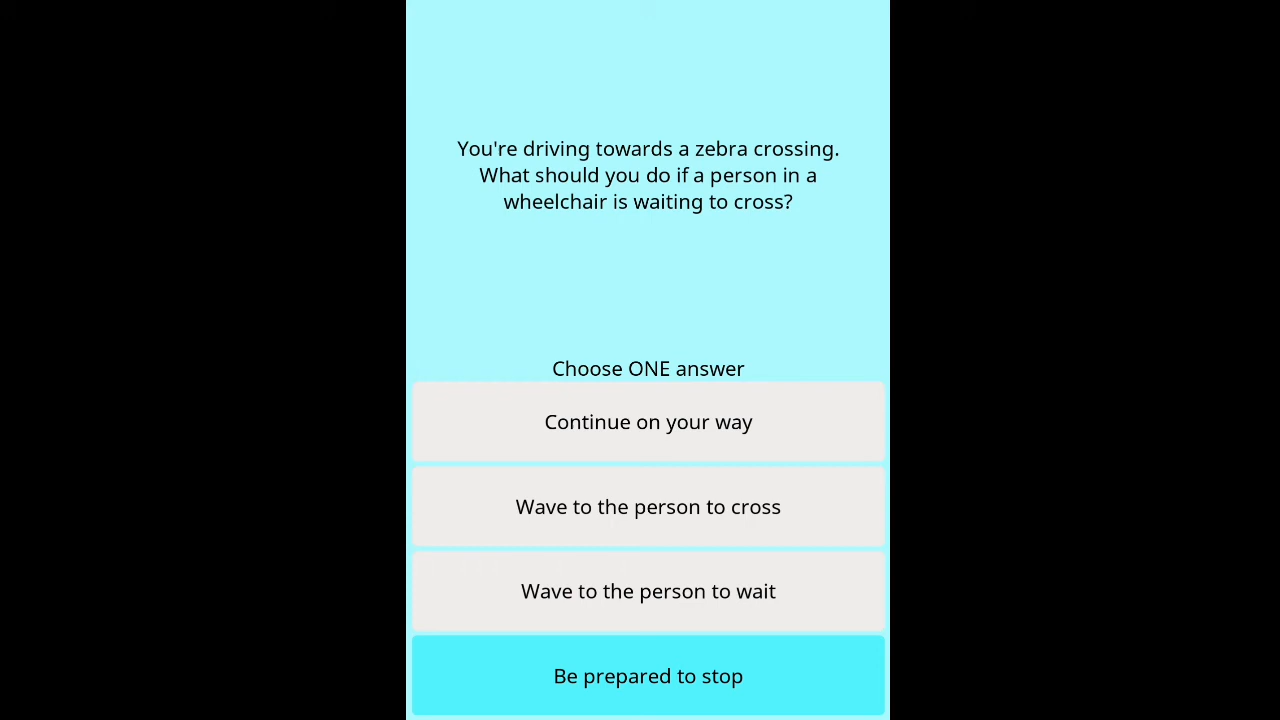 You're driving towards a zebra crossing.
What should you do if a person in a
wheelchair is waiting to cross?
Choose ONE answer
Continue on your way
Wave to the person to cross
Wave to the person to wait
Be prepared to stop